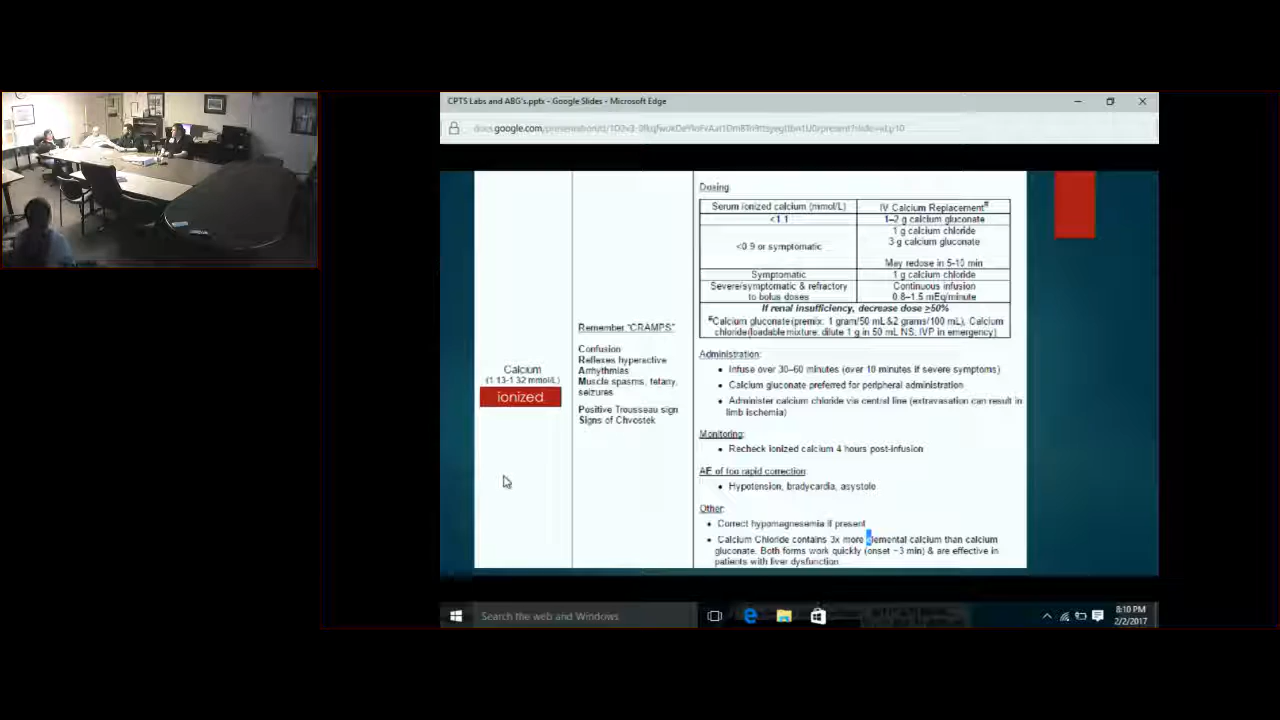 CPTS Labs and ABG's.pptx - Google Slides - Microsoft Edge
docs.google.com
Dosing:
Serum ionized calcium (mmol/L) IV Calcium Replacement#
<1.1 1–2 g calcium gluconate
<0.9 or symptomatic 1 g calcium chloride
3 g calcium gluconate
May redose in 5-10 min
Symptomatic 1 g calcium chloride
Severe/symptomatic & refractory Continuous infusion
to bolus doses 0.8–1.5 mEq/minute
If renal insufficiency, decrease dose ≥50%
#Calcium gluconate (premix: 1 gram/50 mL & 2 grams/100 mL), Calcium
chloride (loadable mixture: dilute 1 g in 50 mL NS, IVP in emergency)
Calcium
(1.13-1.32 mmol/L)
ionized
Remember "CRAMPS"
Confusion
Reflexes hyperactive
Arrhythmias
Muscle spasms, tetany,
seizures
Positive Trousseau sign
Signs of Chvostek
Administration:
• Infuse over 30–60 minutes (over 10 minutes if severe symptoms)
• Calcium gluconate preferred for peripheral administration
• Administer calcium chloride via central line (extravasation can result in
limb ischemia)
Monitoring:
• Recheck ionized calcium 4 hours post-infusion
AE of too rapid correction:
• Hypotension, bradycardia, asystole
Other:
• Correct hypomagnesemia if present
• Calcium Chloride contains 3x more elemental calcium than calcium
gluconate. Both forms work quickly (onset ~3 min) & are effective in
patients with liver dysfunction
Search the web and Windows
8:10 PM
2/2/2017